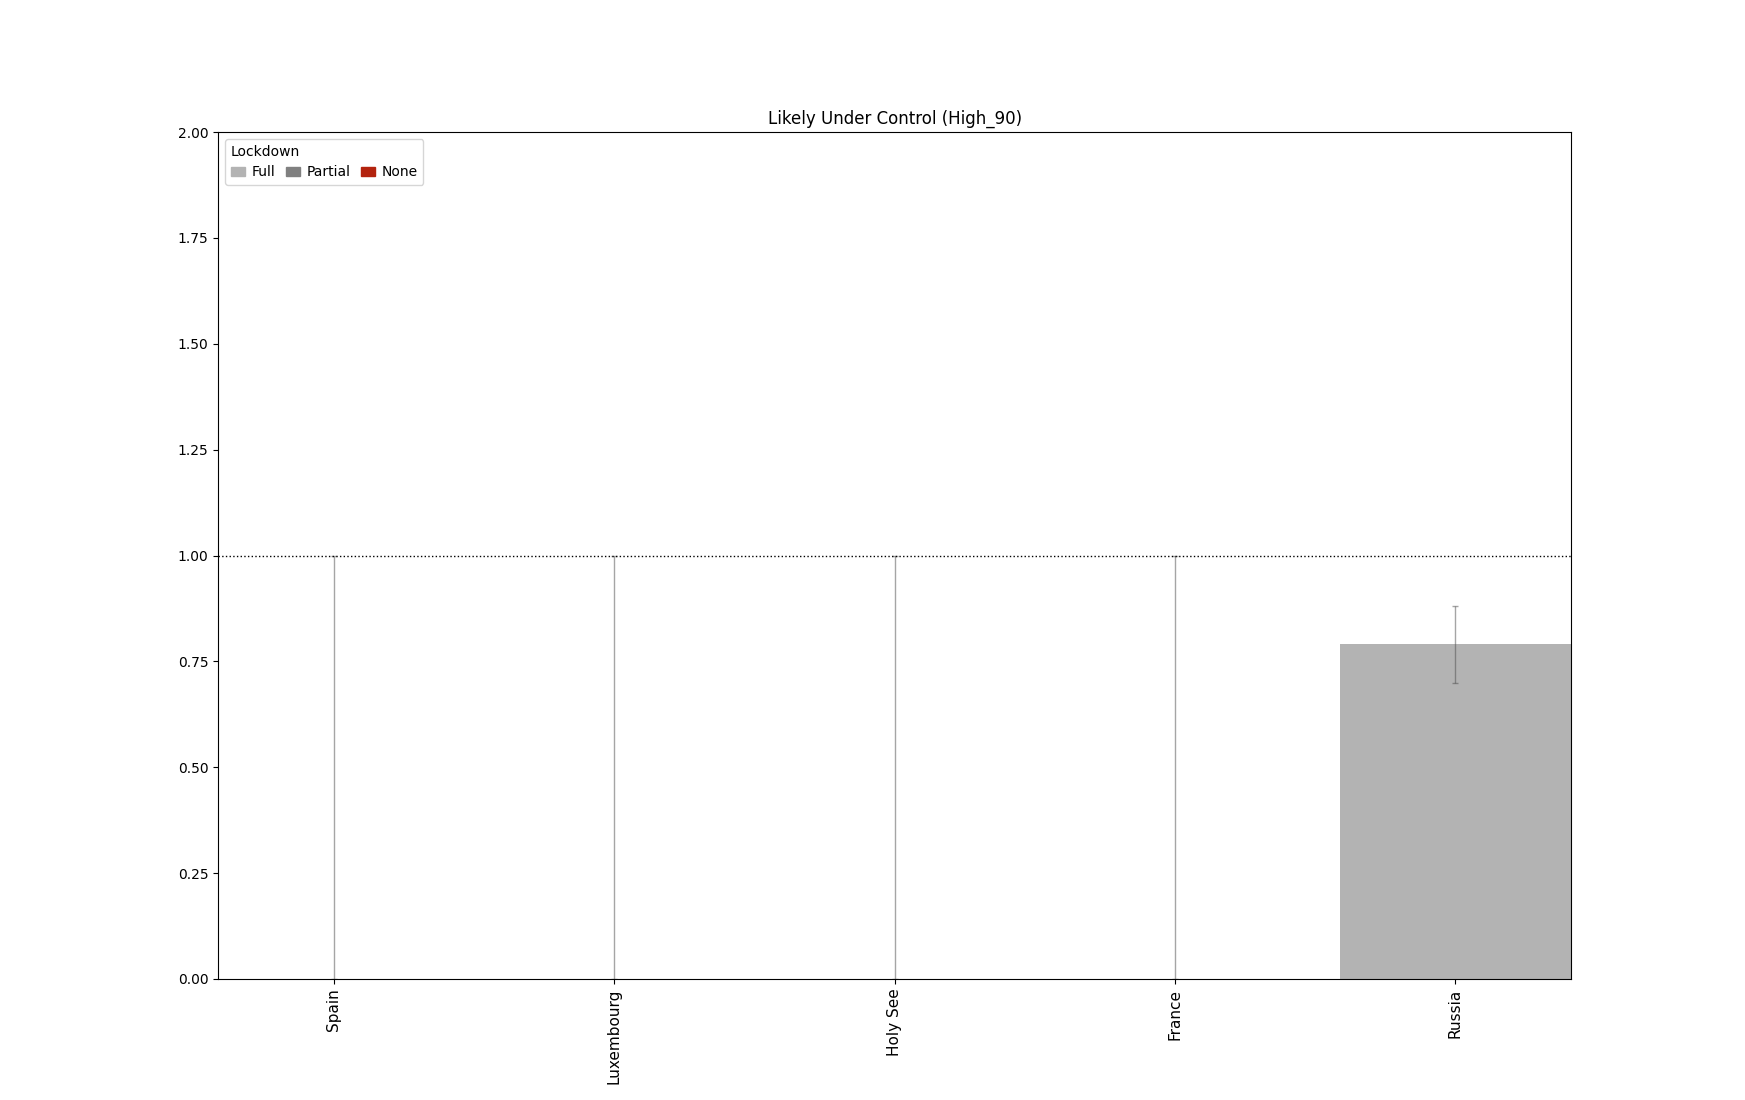 Likely Under Control (High_90)
Lockdown
Full Partial None
2.00
1.75
1.50
1.25
1.00
0.75
0.50
0.25
0.00
Spain
Luxembourg
Holy See
France
Russia